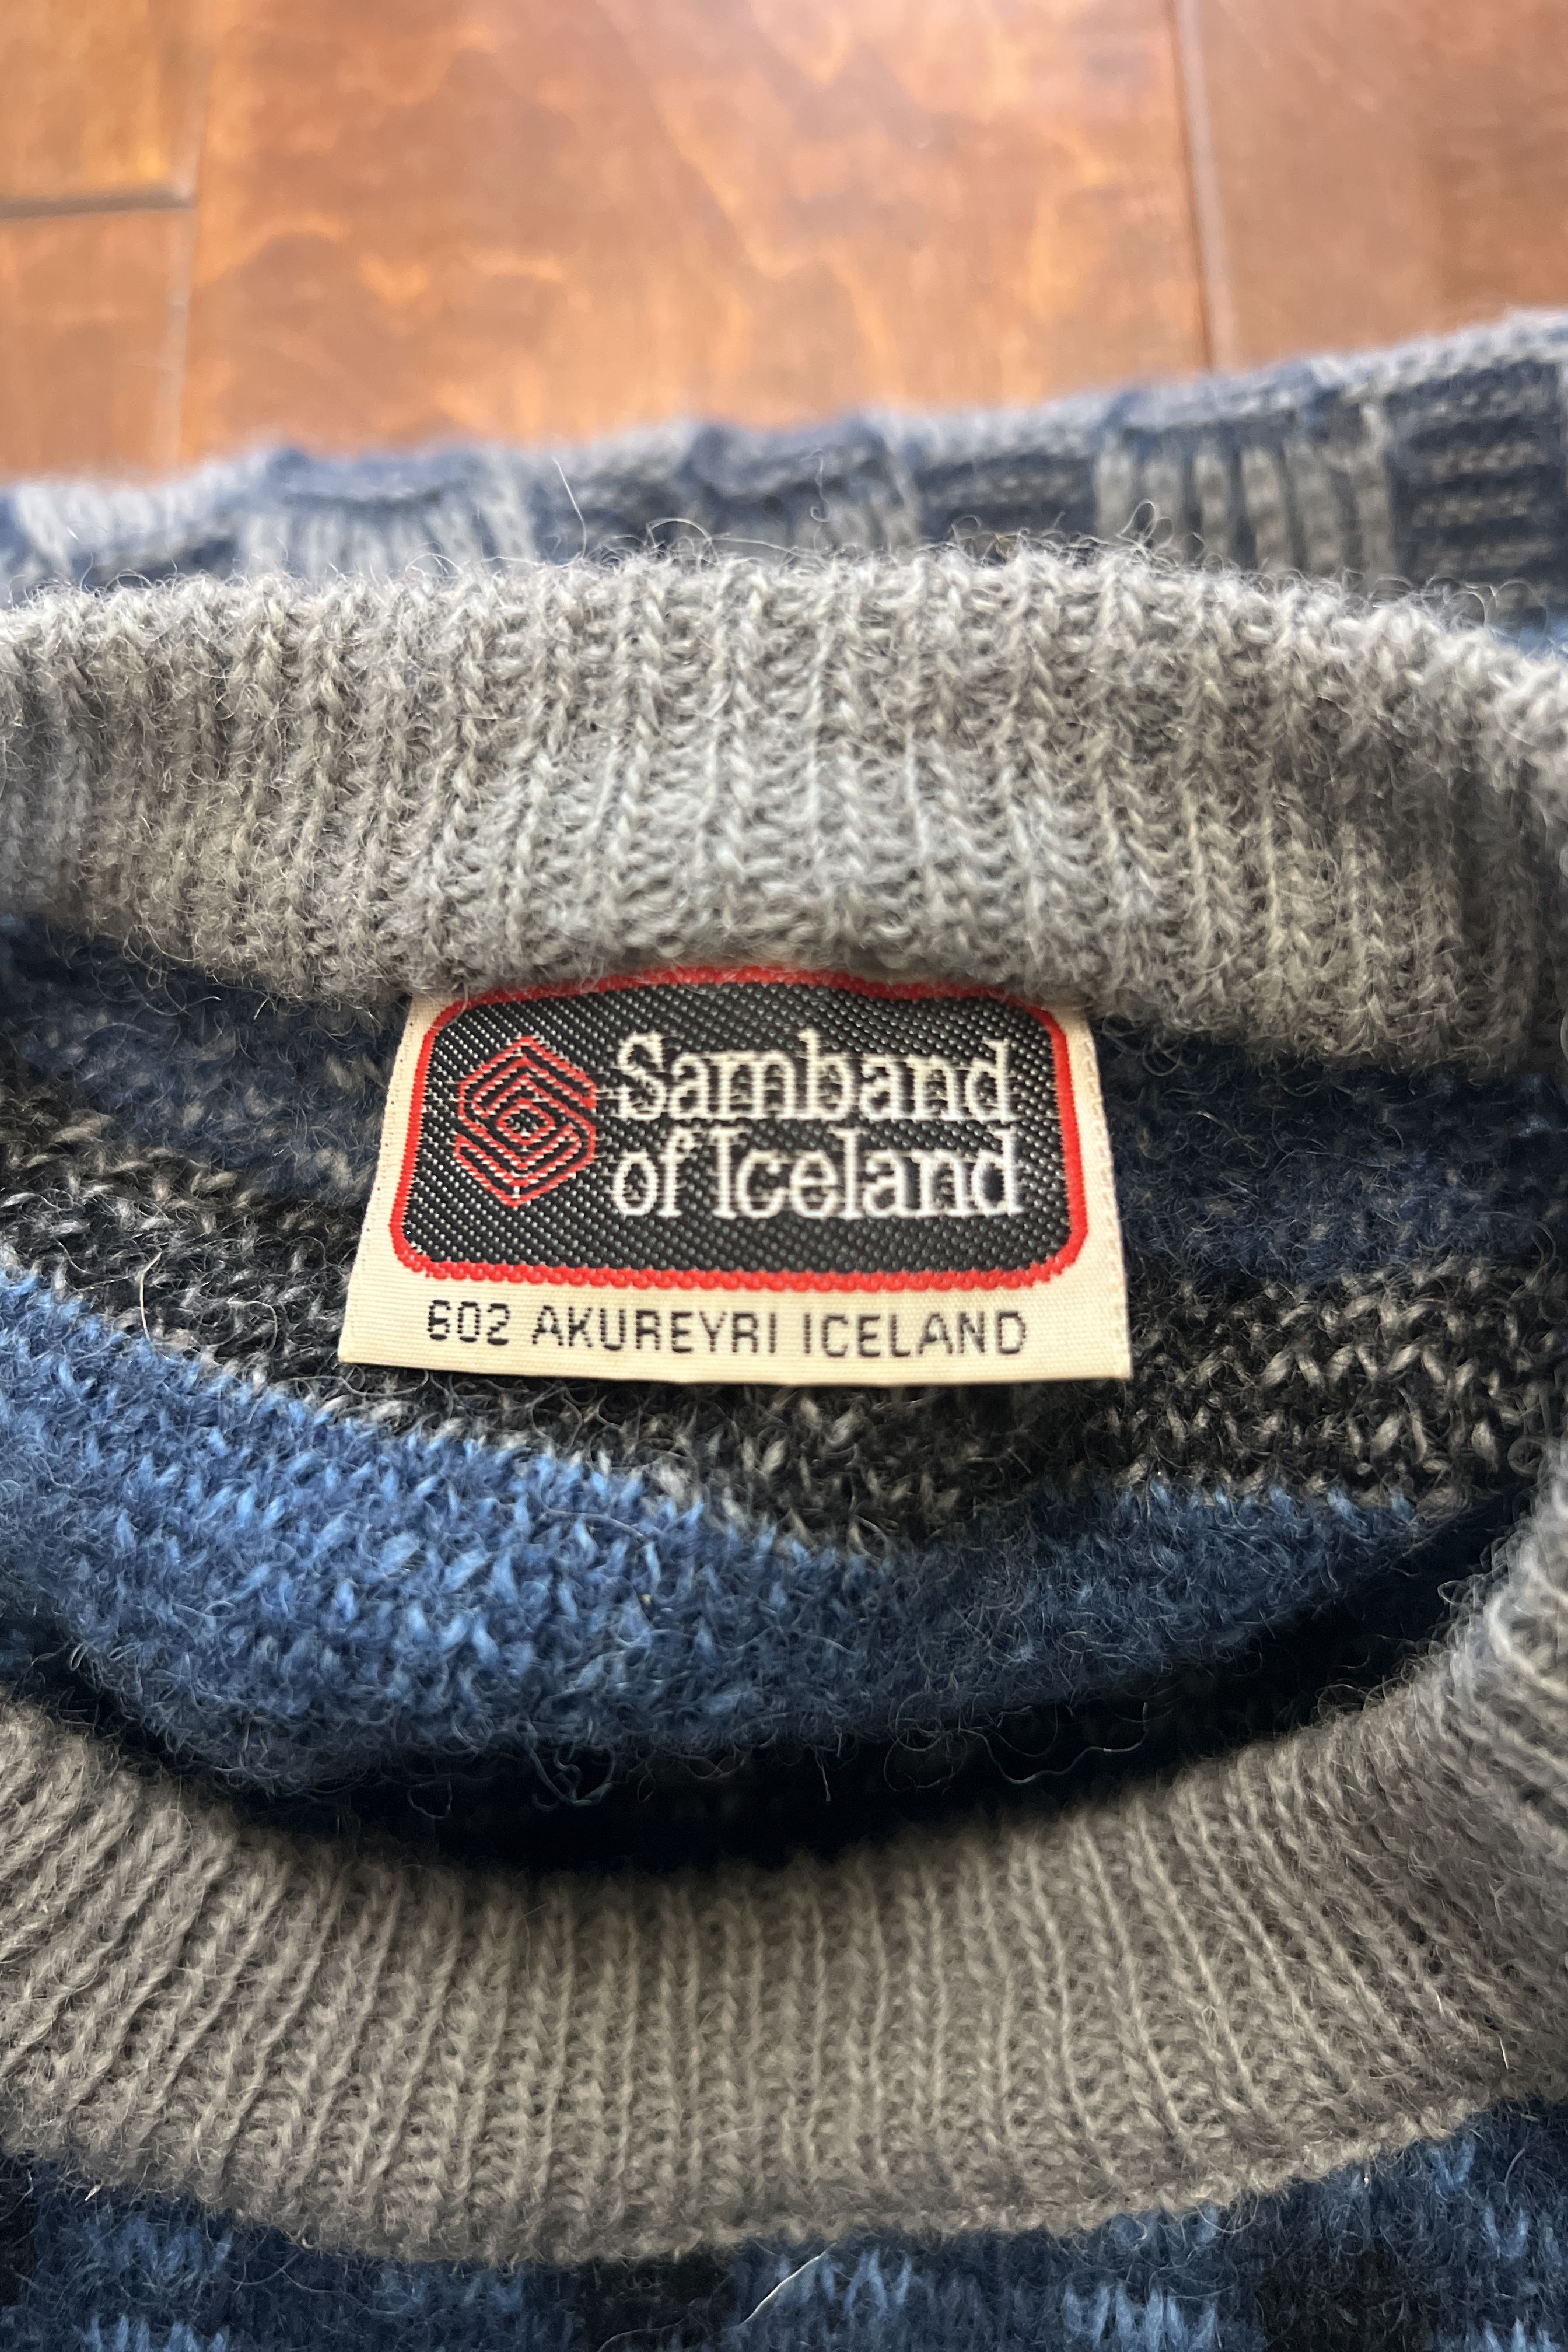 Samband
of Iceland
602 AKUREYRI ICELAND